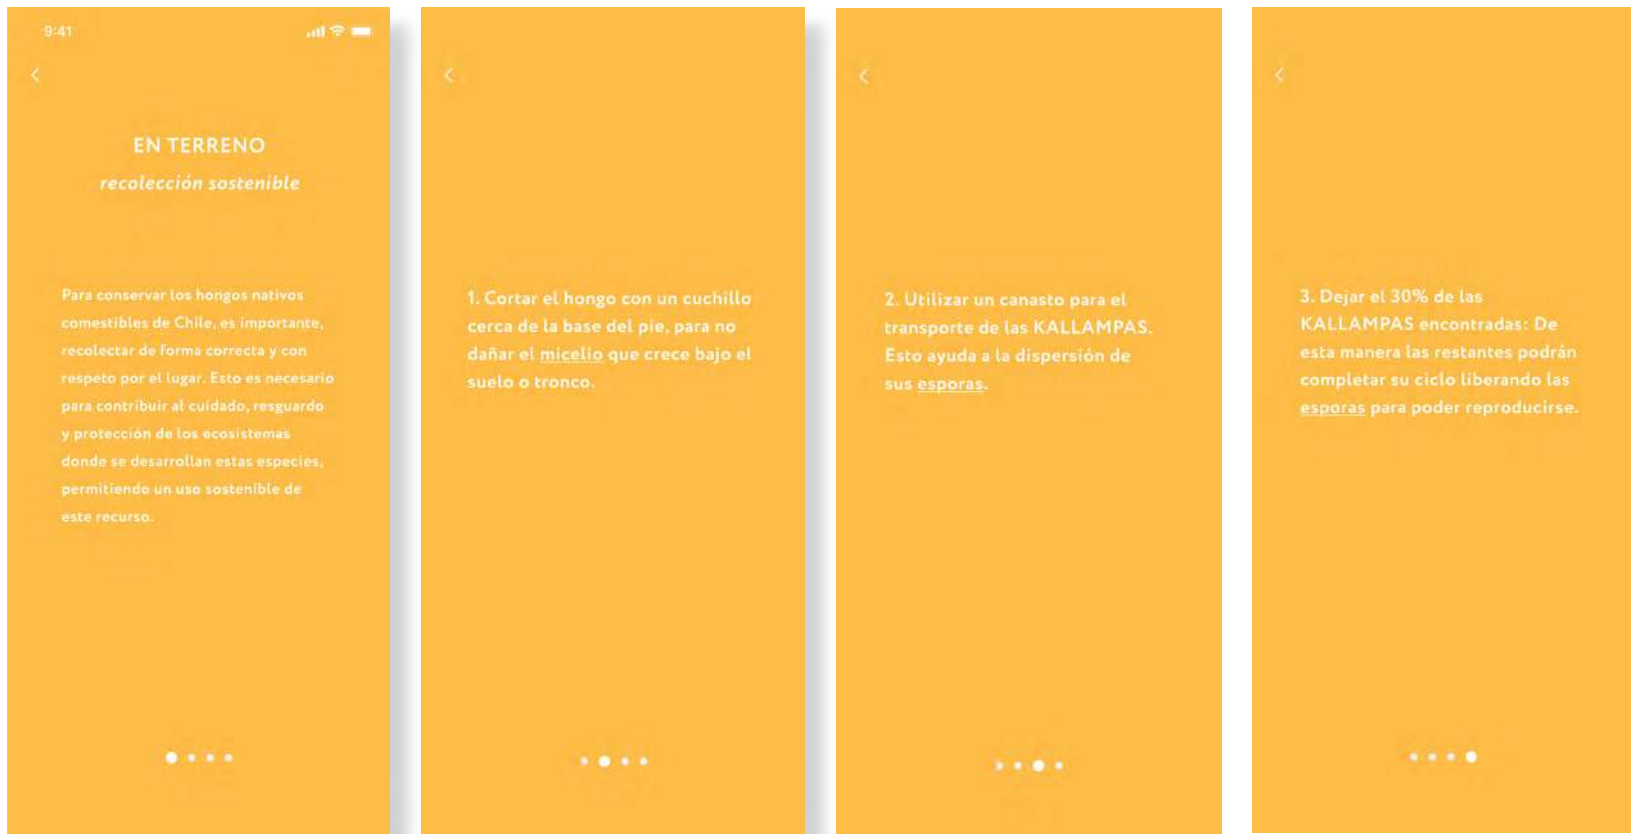 9:41
EN TERRENO
recolección sostenible
Para conservar los hongos nativos
comestibles de Chile, es importante,
recolectar de forma correcta y con
respeto por el lugar. Esto es necesario
para contribuir al cuidado, resguardo
y protección de los ecosistemas
donde se desarrollan estas especies,
permitiendo un uso sostenible de
este recurso.
1. Cortar el hongo con un cuchillo
cerca de la base del pie, para no
dañar el micelio que crece bajo el
suelo o tronco.
2. Utilizar un canasto para el
transporte de las KALLAMPAS.
Esto ayuda a la dispersión de
sus esporas.
3. Dejar el 30% de las
KALLAMPAS encontradas: De
esta manera las restantes podrán
completar su ciclo liberando las
esporas para poder reproducirse.